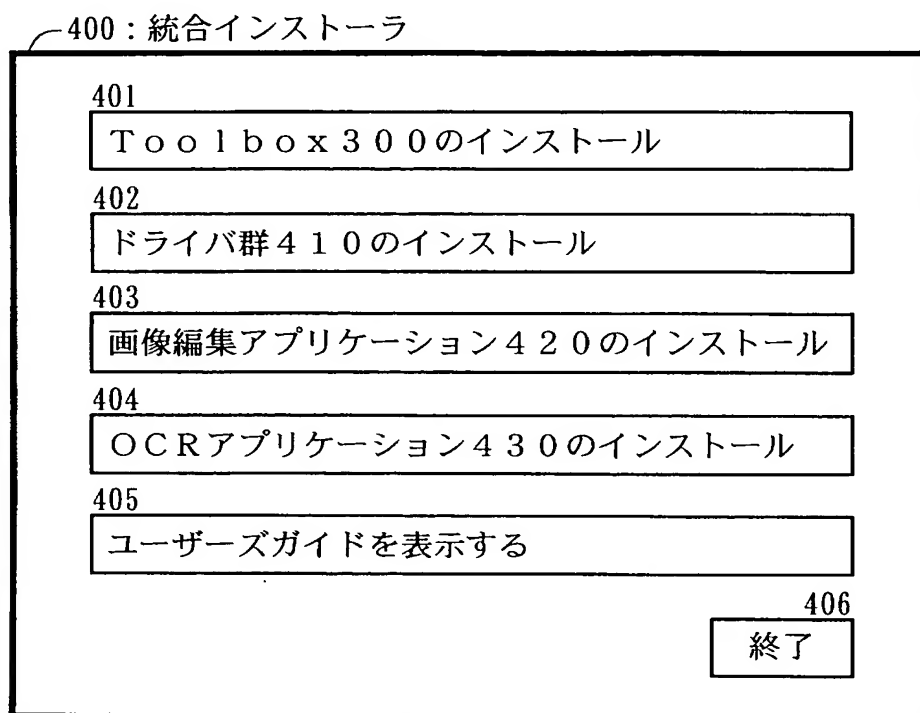 400：統合インストーラ
401
Ｔｏｏｌｂｏｘ３００のインストール
402
ドライバ群４１０のインストール
403
画像編集アプリケーション４２０のインストール
404
ＯＣＲアプリケーション４３０のインストール
405
ユーザーズガイドを表示する
406
終了